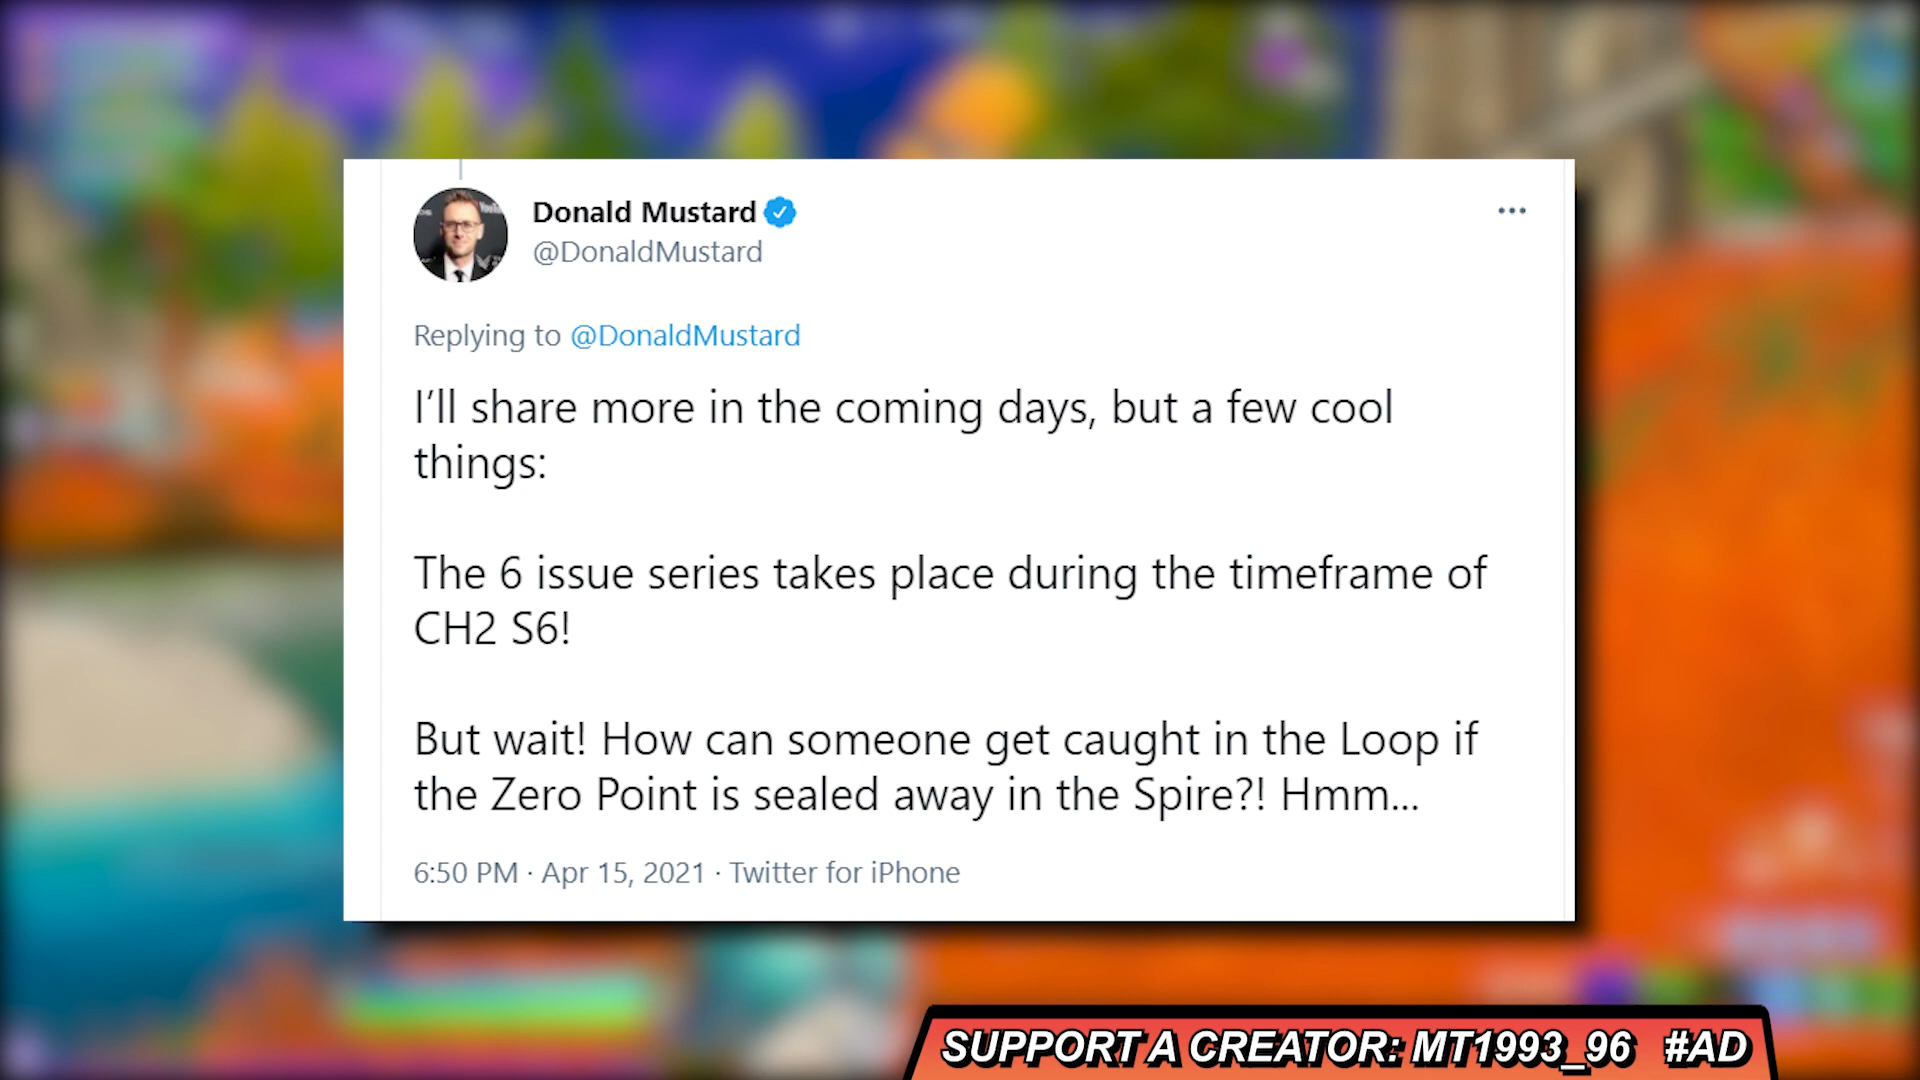 Donald Mustard
@DonaldMustard
Replying to @DonaldMustard
I'll share more in the coming days, but a few cool
things:
The 6 issue series takes place during the timeframe of
CH2 S6!
But wait! How can someone get caught in the Loop if
the Zero Point is sealed away in the Spire?! Hmm...
6:50 PM · Apr 15, 2021 · Twitter for iPhone
SUPPORT A CREATOR: MT1993_96 #AD